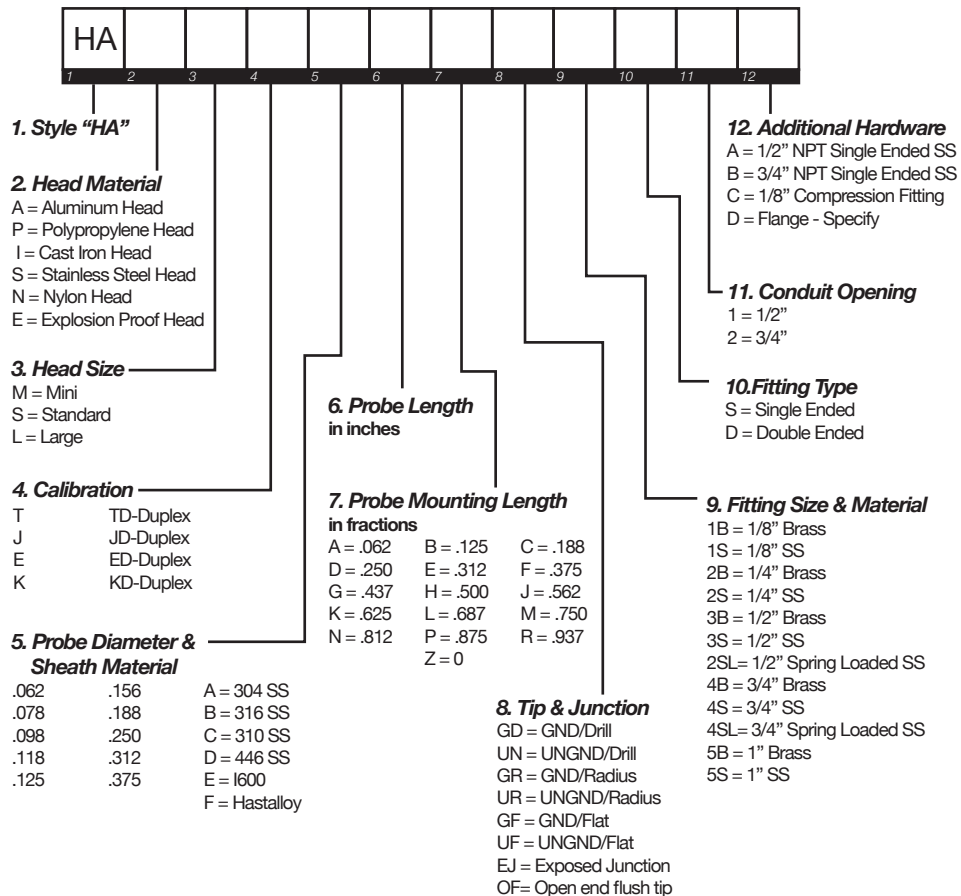 HA
1 2 3 4 5 6 7 8 9 10 11 12
1. Style “HA”
2. Head Material
A = Aluminum Head
P = Polypropylene Head
I = Cast Iron Head
S = Stainless Steel Head
N = Nylon Head
E = Explosion Proof Head
3. Head Size
M = Mini
S = Standard
L = Large
4. Calibration
T TD-Duplex
J JD-Duplex
E ED-Duplex
K KD-Duplex
5. Probe Diameter &
Sheath Material
.062 .156 A = 304 SS
.078 .188 B = 316 SS
.098 .250 C = 310 SS
.118 .312 D = 446 SS
.125 .375 E = I600
F = Hastalloy
6. Probe Length
in inches
7. Probe Mounting Length
in fractions
A = .062 B = .125 C = .188
D = .250 E = .312 F = .375
G = .437 H = .500 J = .562
K = .625 L = .687 M = .750
N = .812 P = .875 R = .937
Z = 0
8. Tip & Junction
GD = GND/Drill
UN = UNGND/Drill
GR = GND/Radius
UR = UNGND/Radius
GF = GND/Flat
UF = UNGND/Flat
EJ = Exposed Junction
OF= Open end flush tip
9. Fitting Size & Material
1B = 1/8” Brass
1S = 1/8” SS
2B = 1/4” Brass
2S = 1/4” SS
3B = 1/2” Brass
3S = 1/2” SS
2SL= 1/2” Spring Loaded SS
4B = 3/4” Brass
4S = 3/4” SS
4SL= 3/4” Spring Loaded SS
5B = 1” Brass
5S = 1” SS
10.Fitting Type
S = Single Ended
D = Double Ended
11. Conduit Opening
1 = 1/2”
2 = 3/4”
12. Additional Hardware
A = 1/2” NPT Single Ended SS
B = 3/4” NPT Single Ended SS
C = 1/8” Compression Fitting
D = Flange - Specify